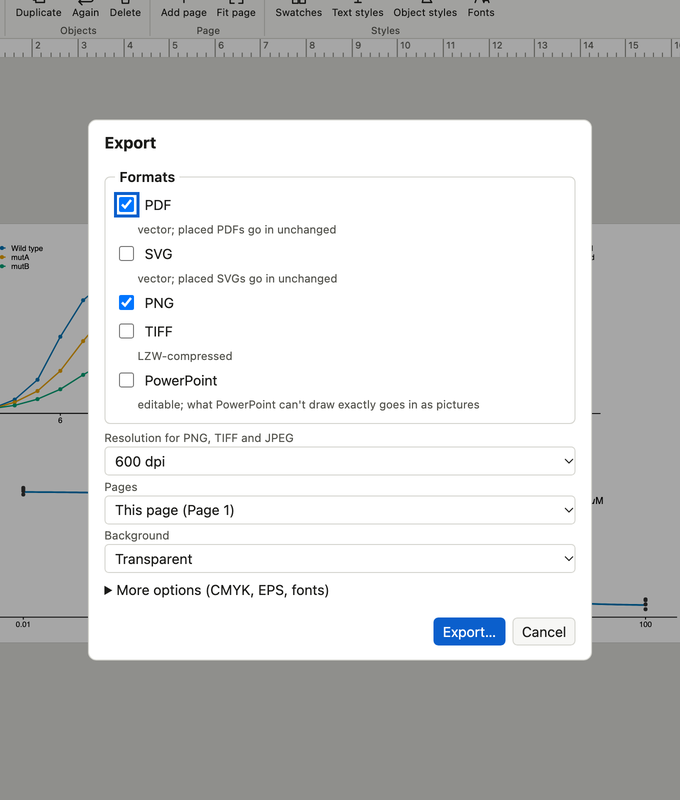 Duplicate Again Delete Add page Fit page Swatches Text styles Object styles Fonts
Objects Page Styles
2 3 4 5 6 7 8 9 10 11 12 13 14 15
Export
Formats
PDF
vector; placed PDFs go in unchanged
SVG
vector; placed SVGs go in unchanged
PNG
TIFF
LZW-compressed
PowerPoint
editable; what PowerPoint can't draw exactly goes in as pictures
Resolution for PNG, TIFF and JPEG
600 dpi
Pages
This page (Page 1)
Background
Transparent
More options (CMYK, EPS, fonts)
Export... Cancel
Wild type
mutA
mutB
6
0.01
100